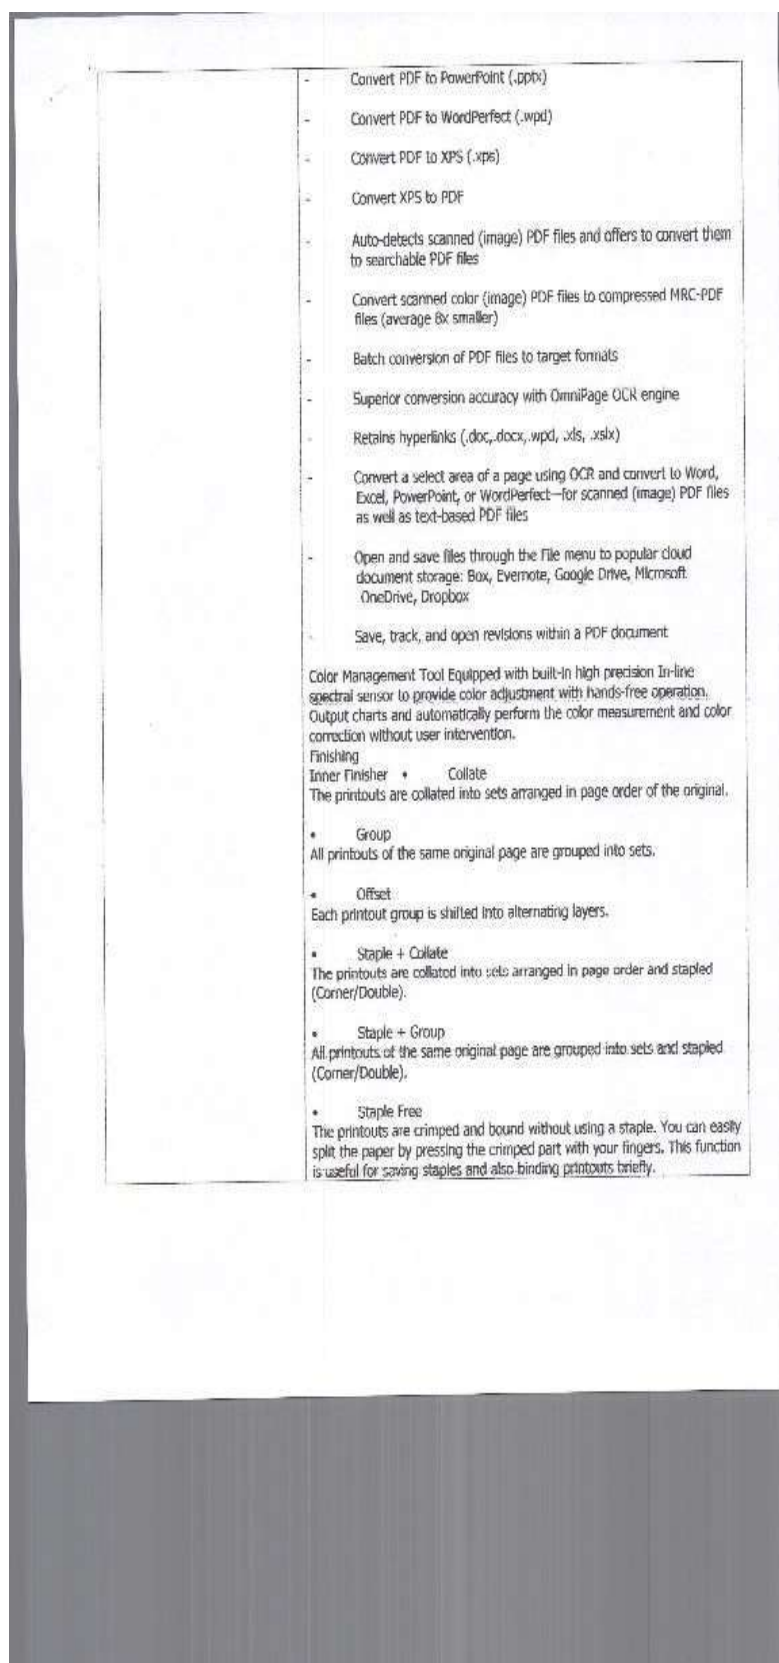 - Convert PDF to PowerPoint (.pptx)
- Convert PDF to WordPerfect (.wpd)
- Convert PDF to XPS (.xps)
- Convert XPS to PDF
- Auto-detects scanned (image) PDF files and offers to convert them
to searchable PDF files
- Convert scanned color (image) PDF files to compressed MRC-PDF
files (average 8x smaller)
- Batch conversion of PDF files to target formats
- Superior conversion accuracy with OmniPage OCR engine
- Retains hyperlinks (.doc,.docx,.wpd, .xls, .xslx)
- Convert a select area of a page using OCR and convert to Word,
Excel, PowerPoint, or WordPerfect—for scanned (image) PDF files
as well as text-based PDF files
- Open and save files through the File menu to popular cloud
document storage: Box, Evernote, Google Drive, Microsoft
OneDrive, Dropbox
- Save, track, and open revisions within a PDF document
Color Management Tool Equipped with built-in high precision In-line
spectral sensor to provide color adjustment with hands-free operation.
Output charts and automatically perform the color measurement and color
correction without user intervention.
Finishing
Inner Finisher • Collate
The printouts are collated into sets arranged in page order of the original.
• Group
All printouts of the same original page are grouped into sets.
• Offset
Each printout group is shifted into alternating layers.
• Staple + Collate
The printouts are collated into sets arranged in page order and stapled
(Corner/Double).
• Staple + Group
All printouts of the same original page are grouped into sets and stapled
(Corner/Double).
• Staple Free
The printouts are crimped and bound without using a staple. You can easily
split the paper by pressing the crimped part with your fingers. This function
is useful for saving staples and also binding printouts briefly.